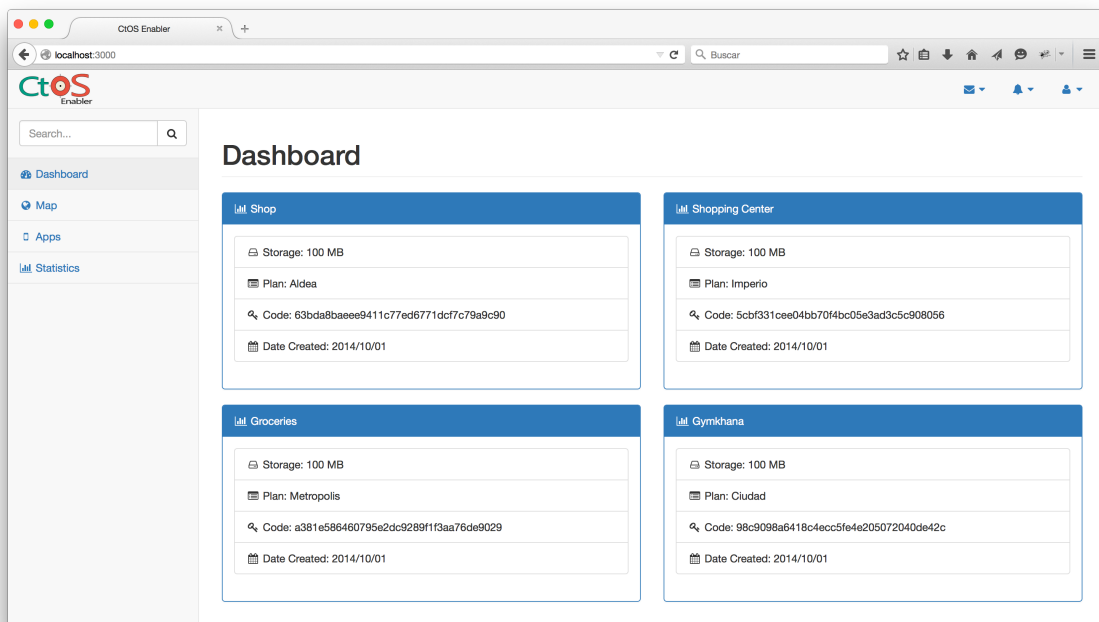 CtOS Enabler
localhost:3000
Buscar
CtOS
Enabler
Search...
Dashboard
Map
Apps
Statistics
Dashboard
Shop
Storage: 100 MB
Plan: Aldea
Code: 63bda8baeee9411c77ed6771dcf7c79a9c90
Date Created: 2014/10/01
Shopping Center
Storage: 100 MB
Plan: Imperio
Code: 5cbf331cee04bb70f4bc05e3ad3c5c908056
Date Created: 2014/10/01
Groceries
Storage: 100 MB
Plan: Metropolis
Code: a381e586460795e2dc9289f1f3aa76de9029
Date Created: 2014/10/01
Gymkhana
Storage: 100 MB
Plan: Ciudad
Code: 98c9098a6418c4ecc5fe4e205072040de42c
Date Created: 2014/10/01